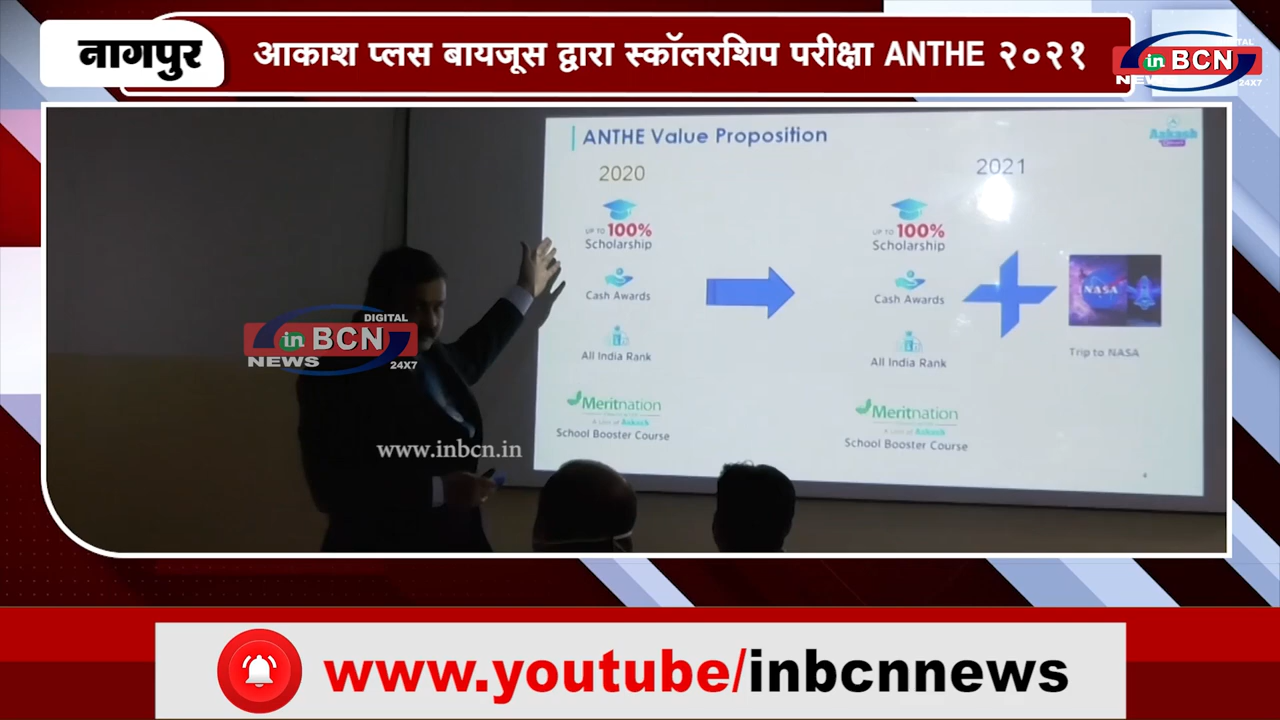 नागपुर
आकाश प्लस बायजूस द्वारा स्कॉलरशिप परीक्षा ANTHE २०२१
in BCN
NEWS
24X7
ANTHE Value Proposition
Aakash
2020
2021
UP TO 100%
Scholarship
UP TO 100%
Scholarship
Cash Awards
Cash Awards
NASA
All India Rank
All India Rank
Trip to NASA
Meritnation
Aakash
School Booster Course
Meritnation
Aakash
School Booster Course
DIGITAL
in BCN
NEWS
24X7
www.inbcn.in
www.youtube/inbcnnews